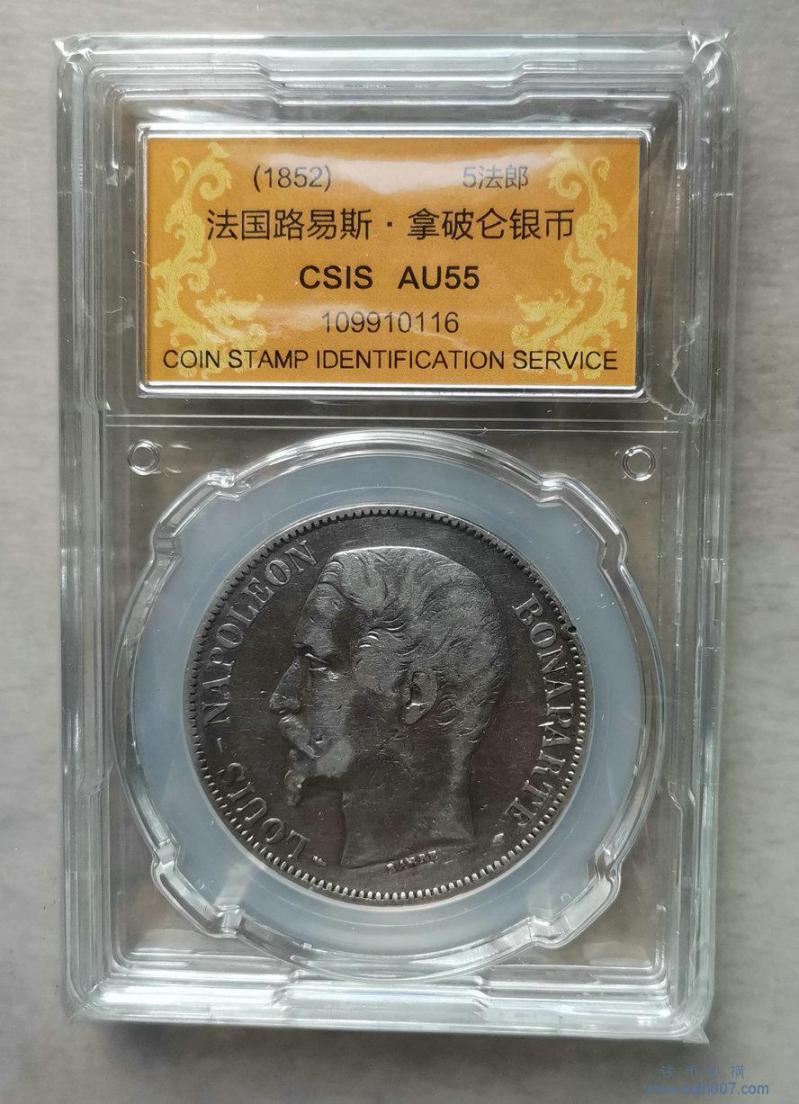 (1852) 5法郎
法国路易斯·拿破仑银币
CSIS AU55
109910116
COIN STAMP IDENTIFICATION SERVICE
LOUIS-NAPOLEON BONAPARTE